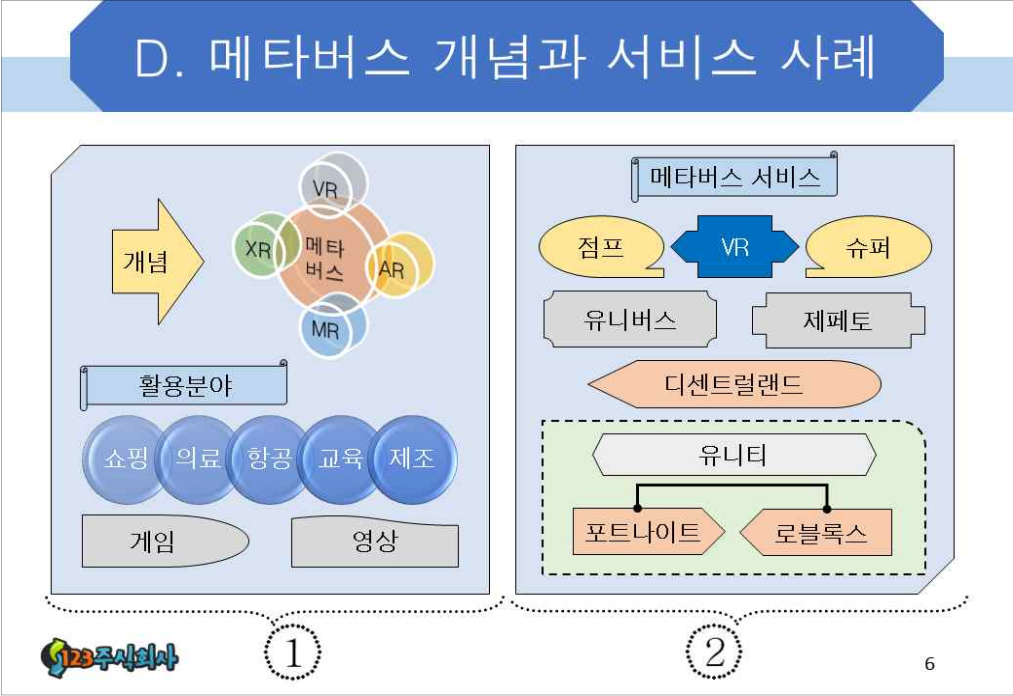 D. 메타버스 개념과 서비스 사례
개념
VR
XR
메타
버스
AR
MR
활용분야
쇼핑 의료 항공 교육 제조
게임
영상
메타버스 서비스
점프
VR
슈퍼
유니버스
제페토
디센트럴랜드
유니티
포트나이트
로블록스
1
2
123주식회사
6